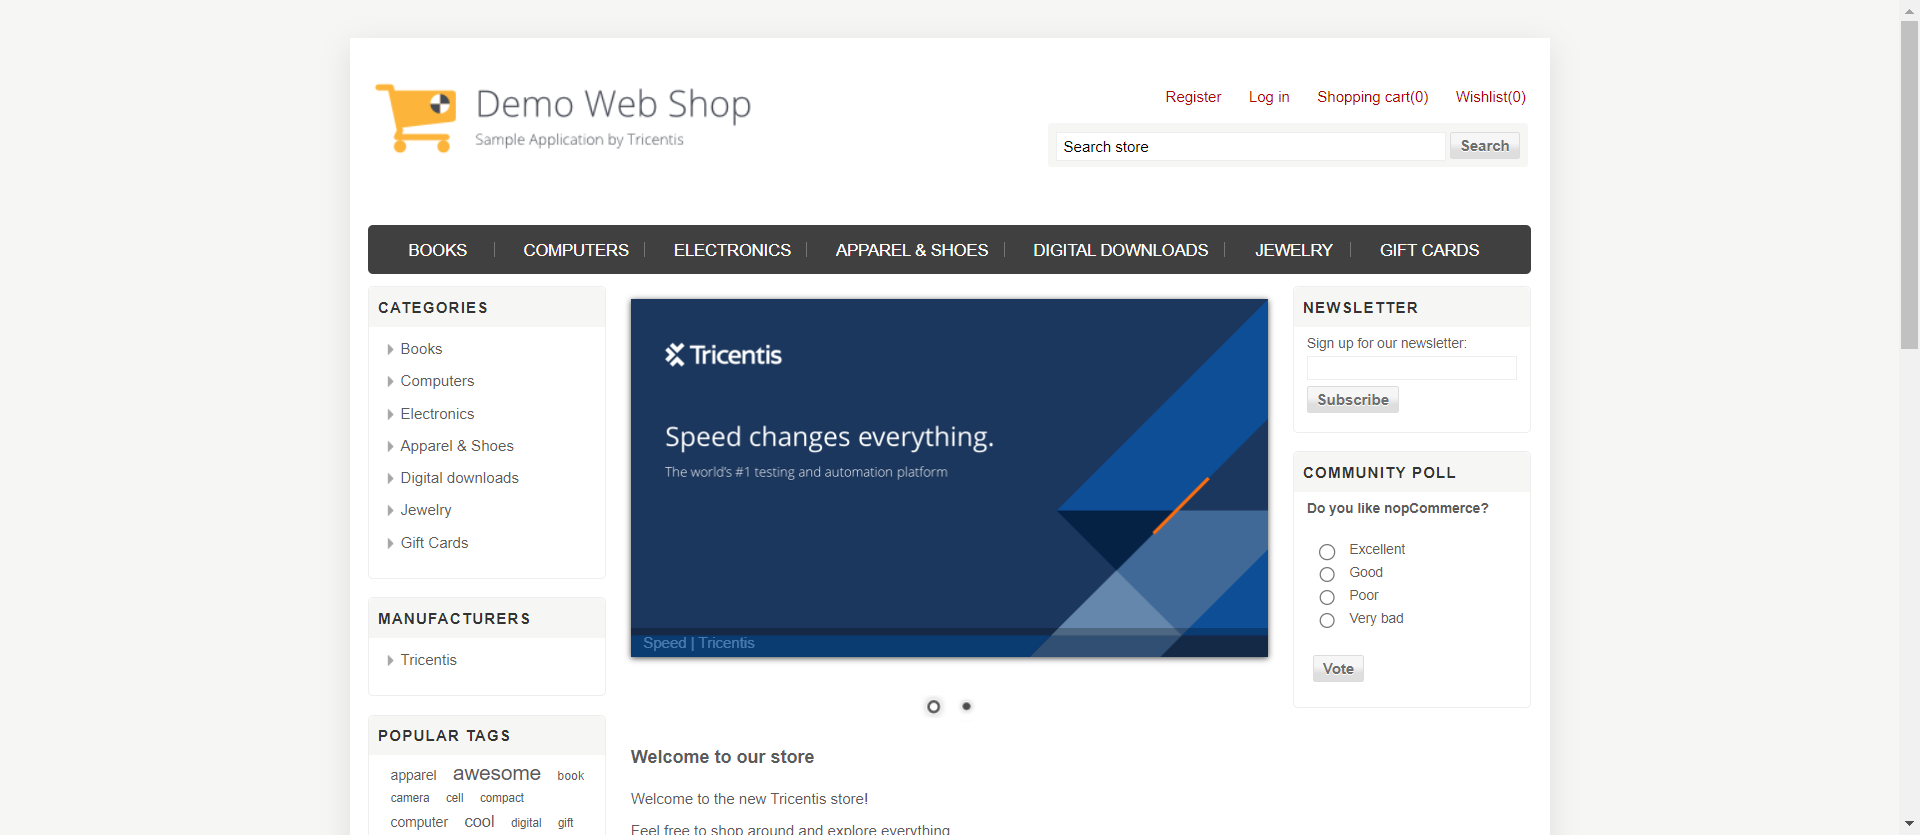 Demo Web Shop
Sample Application by Tricentis
Register Log in Shopping cart(0) Wishlist(0)
Search store Search
BOOKS COMPUTERS ELECTRONICS APPAREL & SHOES DIGITAL DOWNLOADS JEWELRY GIFT CARDS
CATEGORIES
Books
Computers
Electronics
Apparel & Shoes
Digital downloads
Jewelry
Gift Cards
MANUFACTURERS
Tricentis
POPULAR TAGS
apparel awesome book
camera cell compact
computer cool digital gift
Tricentis
Speed changes everything.
The world's #1 testing and automation platform
Speed | Tricentis
Welcome to our store
Welcome to the new Tricentis store!
Feel free to shop around and explore everything
NEWSLETTER
Sign up for our newsletter:
Subscribe
COMMUNITY POLL
Do you like nopCommerce?
Excellent
Good
Poor
Very bad
Vote